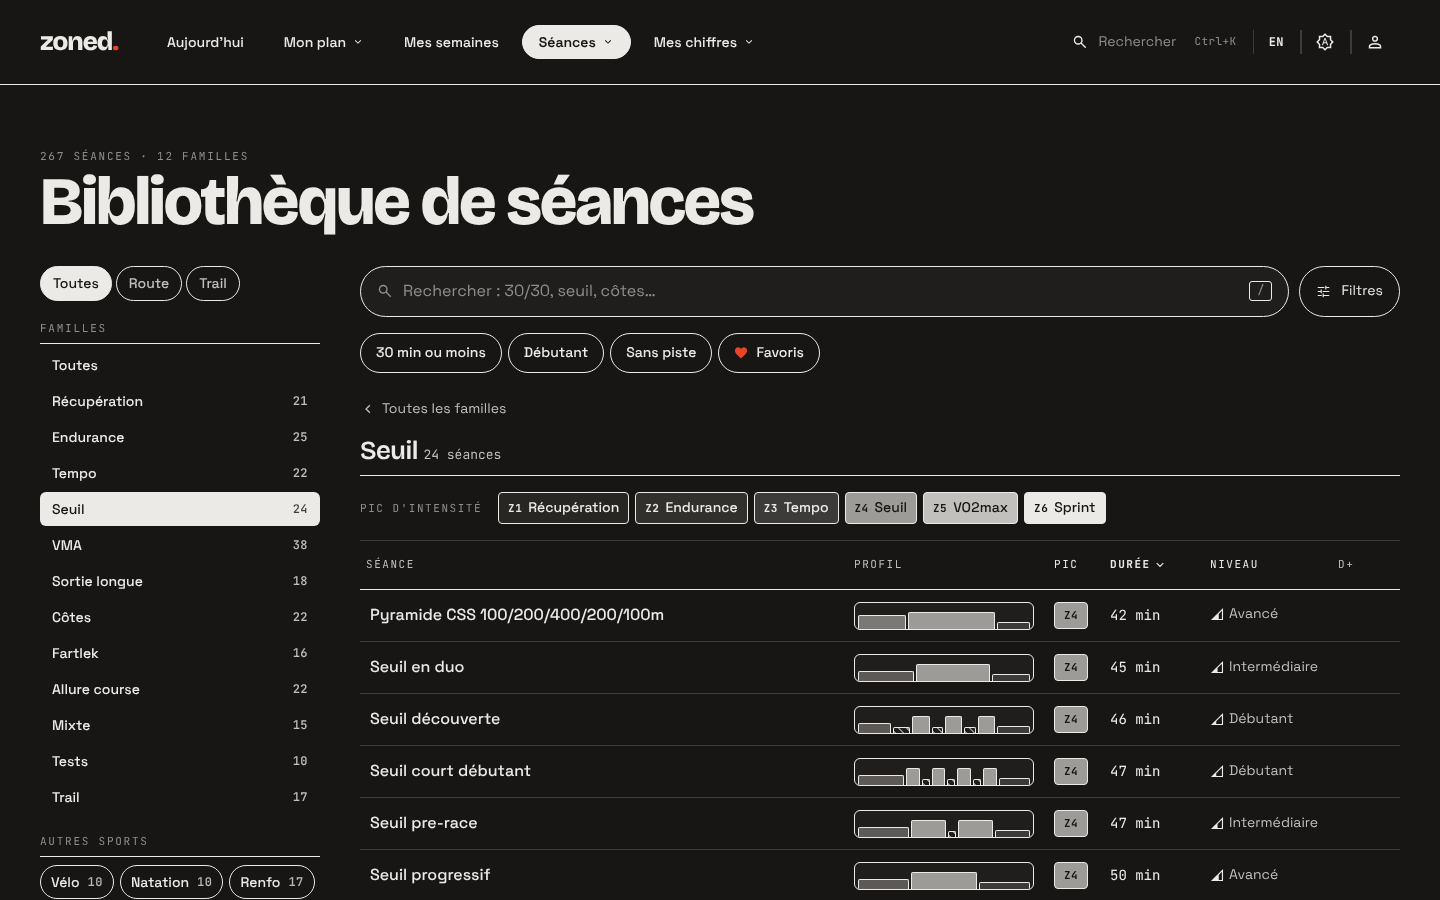 zoned. Aujourd'hui Mon plan Mes semaines Séances Mes chiffres Rechercher Ctrl+K EN A
267 SÉANCES · 12 FAMILLES
Bibliothèque de séances
Toutes Route Trail
FAMILLES
Toutes
Récupération 21
Endurance 25
Tempo 22
Seuil 24
VMA 38
Sortie longue 18
Côtes 22
Fartlek 16
Allure course 22
Mixte 15
Tests 10
Trail 17
AUTRES SPORTS
Vélo 10 Natation 10 Renfo 17
Rechercher : 30/30, seuil, côtes... / Filtres
30 min ou moins Débutant Sans piste Favoris
Toutes les familles
Seuil 24 séances
PIC D'INTENSITÉ Z1 Récupération Z2 Endurance Z3 Tempo Z4 Seuil Z5 VO2max Z6 Sprint
SÉANCE PROFIL PIC DURÉE NIVEAU D+
Pyramide CSS 100/200/400/200/100m Z4 42 min Avancé
Seuil en duo Z4 45 min Intermédiaire
Seuil découverte Z4 46 min Débutant
Seuil court débutant Z4 47 min Débutant
Seuil pre-race Z4 47 min Intermédiaire
Seuil progressif Z4 50 min Avancé